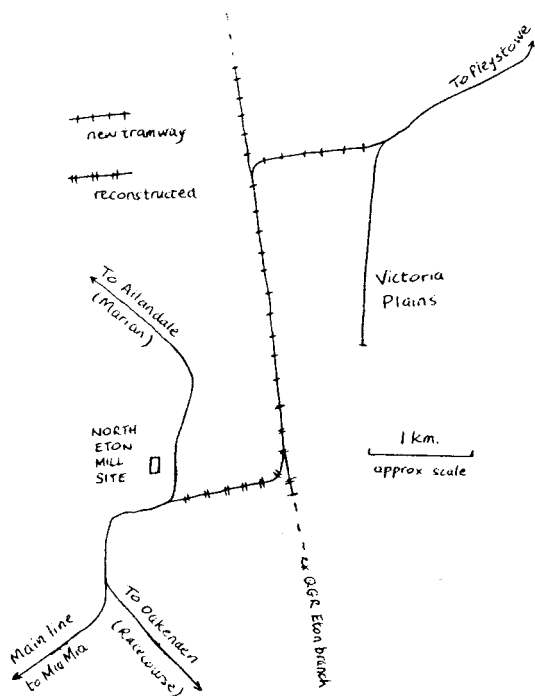 To Pleystowe
new tramway
reconstructed
Victoria
Plains
To Ailandale
(Marian)
NORTH
ETON
MILL
SITE
1 km.
approx scale
ex QGR Eton branch
To Oakenden
(Racecourse)
Main line
to Mia Mia